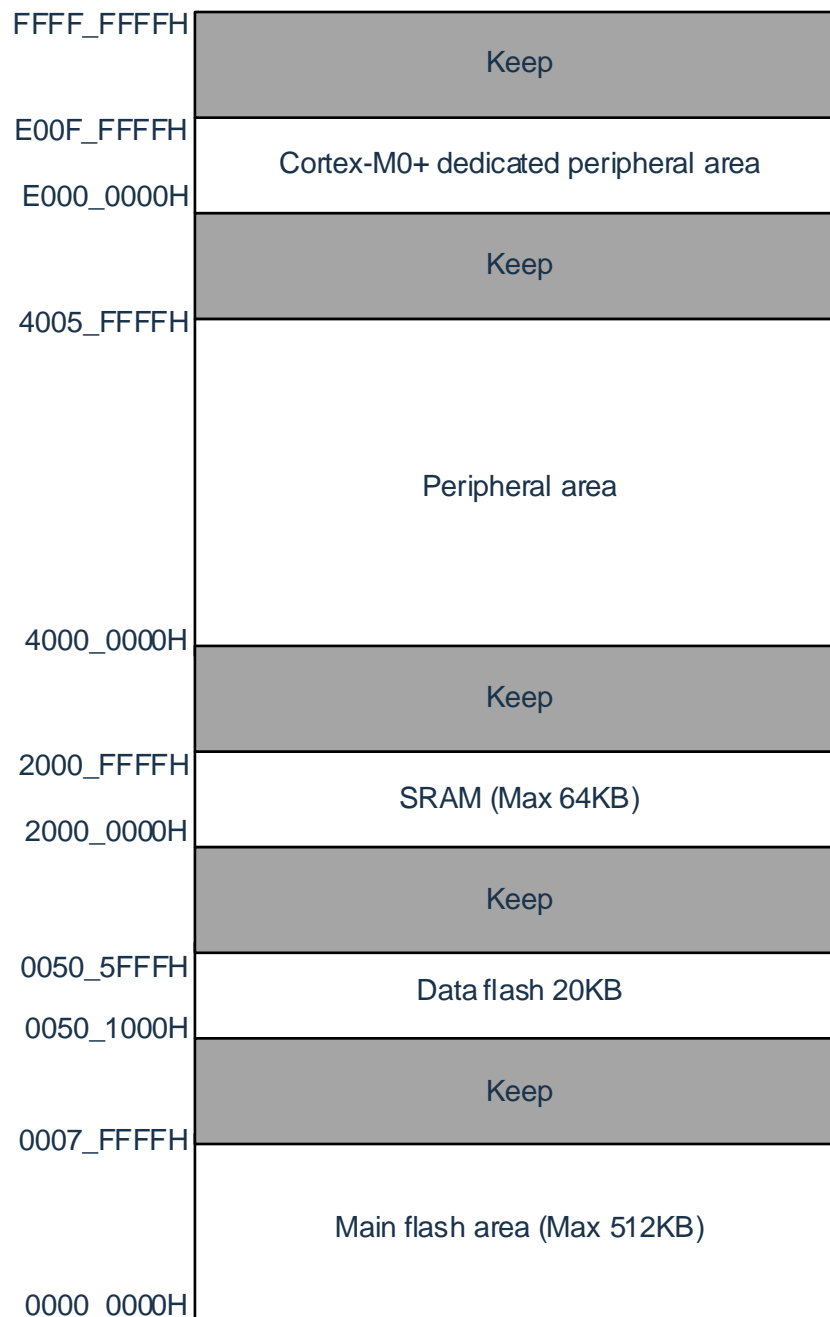 FFFF_FFFFH
Keep
E00F_FFFFH
Cortex-M0+ dedicated peripheral area
E000_0000H
Keep
4005_FFFFH
Peripheral area
4000_0000H
Keep
2000_FFFFH
SRAM (Max 64KB)
2000_0000H
Keep
0050_5FFFH
Data flash 20KB
0050_1000H
Keep
0007_FFFFH
Main flash area (Max 512KB)
0000_0000H